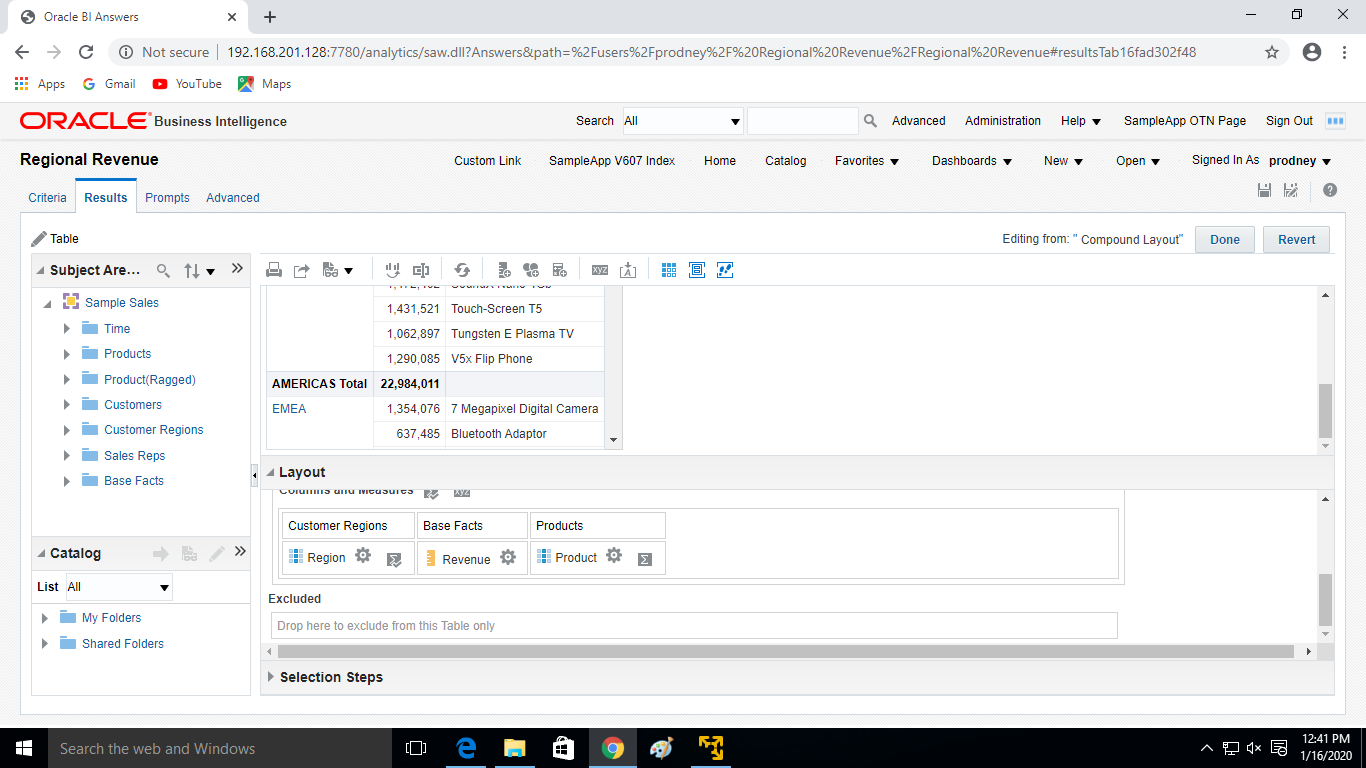 Oracle BI Answers
Not secure 192.168.201.128:7780/analytics/saw.dll?Answers&path=%2Fusers%2Fprodney%2F%20Regional%20Revenue%2FRegional%20Revenue#resultsTab16fad302f48
Apps Gmail YouTube Maps
ORACLE Business Intelligence Search All Advanced Administration Help SampleApp OTN Page Sign Out
Regional Revenue Custom Link SampleApp V607 Index Home Catalog Favorites Dashboards New Open Signed In As prodney
Criteria Results Prompts Advanced
Table Editing from: " Compound Layout" Done Revert
Subject Are...
Sample Sales
Time
Products
Product(Ragged)
Customers
Customer Regions
Sales Reps
Base Facts
Catalog
List All
My Folders
Shared Folders
1,431,521 Touch-Screen T5
1,062,897 Tungsten E Plasma TV
1,290,085 V5x Flip Phone
AMERICAS Total 22,984,011
EMEA 1,354,076 7 Megapixel Digital Camera
637,485 Bluetooth Adaptor
Layout
Columns and Measures xyz
Customer Regions Base Facts Products
Region Revenue Product
Excluded
Drop here to exclude from this Table only
Selection Steps
Search the web and Windows
12:41 PM
1/16/2020